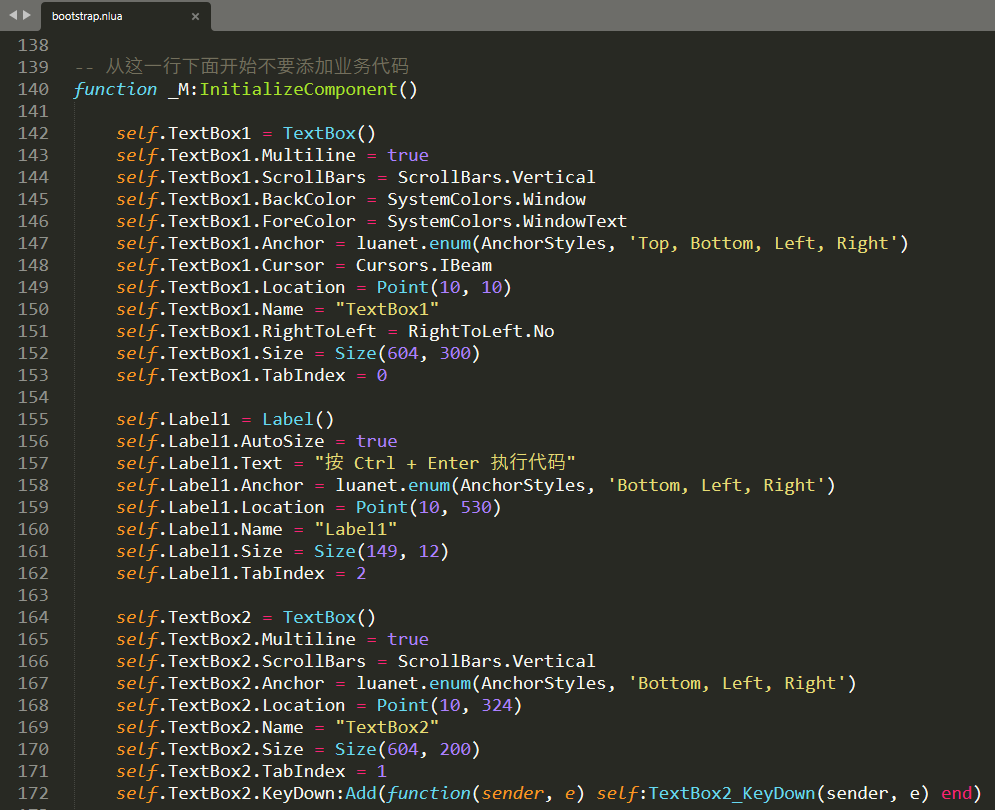 bootstrap.nlua ×
138
139 -- 从这一行下面开始不要添加业务代码
140 function _M:InitializeComponent()
141
142 self.TextBox1 = TextBox()
143 self.TextBox1.Multiline = true
144 self.TextBox1.ScrollBars = ScrollBars.Vertical
145 self.TextBox1.BackColor = SystemColors.Window
146 self.TextBox1.ForeColor = SystemColors.WindowText
147 self.TextBox1.Anchor = luanet.enum(AnchorStyles, 'Top, Bottom, Left, Right')
148 self.TextBox1.Cursor = Cursors.IBeam
149 self.TextBox1.Location = Point(10, 10)
150 self.TextBox1.Name = "TextBox1"
151 self.TextBox1.RightToLeft = RightToLeft.No
152 self.TextBox1.Size = Size(604, 300)
153 self.TextBox1.TabIndex = 0
154
155 self.Label1 = Label()
156 self.Label1.AutoSize = true
157 self.Label1.Text = "按 Ctrl + Enter 执行代码"
158 self.Label1.Anchor = luanet.enum(AnchorStyles, 'Bottom, Left, Right')
159 self.Label1.Location = Point(10, 530)
160 self.Label1.Name = "Label1"
161 self.Label1.Size = Size(149, 12)
162 self.Label1.TabIndex = 2
163
164 self.TextBox2 = TextBox()
165 self.TextBox2.Multiline = true
166 self.TextBox2.ScrollBars = ScrollBars.Vertical
167 self.TextBox2.Anchor = luanet.enum(AnchorStyles, 'Bottom, Left, Right')
168 self.TextBox2.Location = Point(10, 324)
169 self.TextBox2.Name = "TextBox2"
170 self.TextBox2.Size = Size(604, 200)
171 self.TextBox2.TabIndex = 1
172 self.TextBox2.KeyDown:Add(function(sender, e) self:TextBox2_KeyDown(sender, e) end)